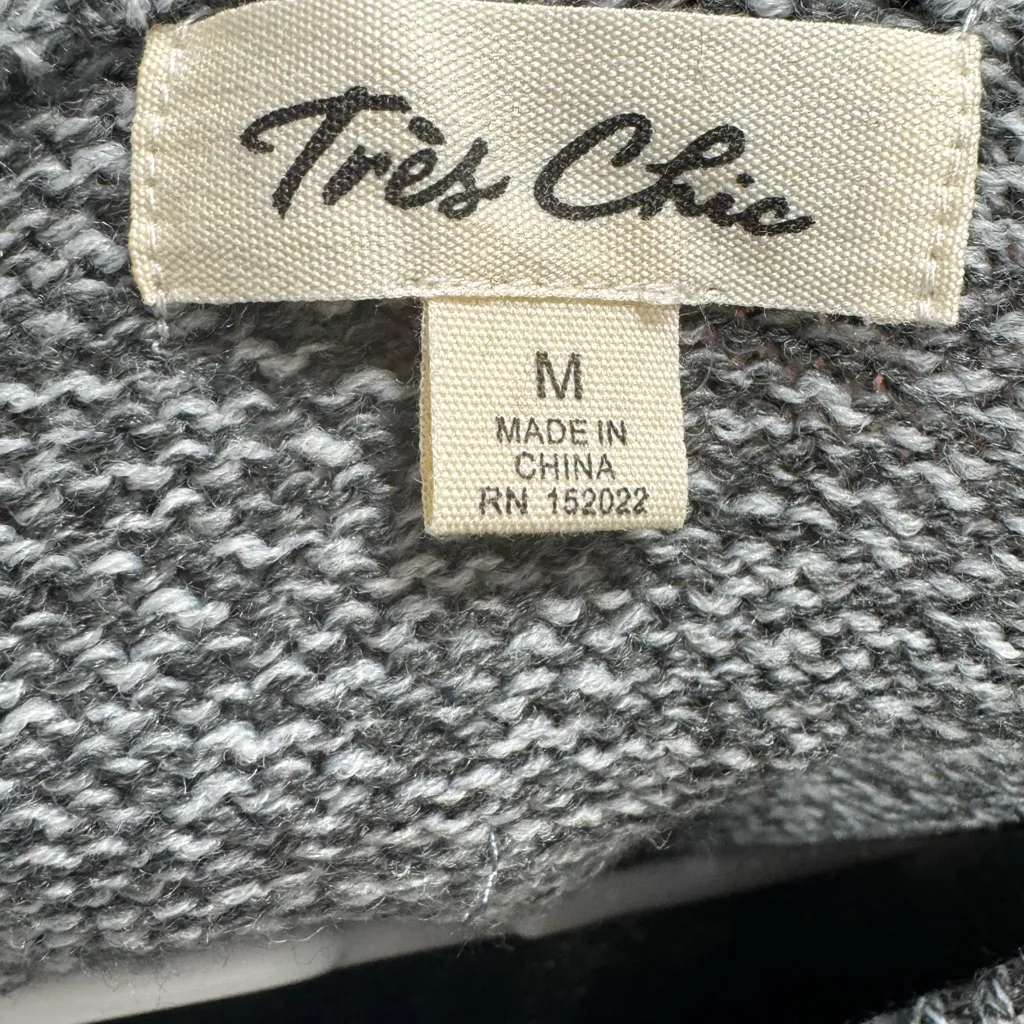 Très Chic
M
MADE IN
CHINA
RN 152022